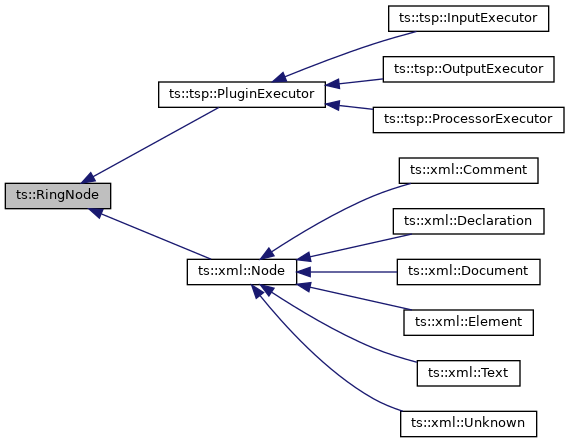 ts::tsp::InputExecutor
ts::tsp::OutputExecutor
ts::tsp::PluginExecutor
ts::tsp::ProcessorExecutor
ts::xml::Comment
ts::RingNode
ts::xml::Declaration
ts::xml::Node
ts::xml::Document
ts::xml::Element
ts::xml::Text
ts::xml::Unknown